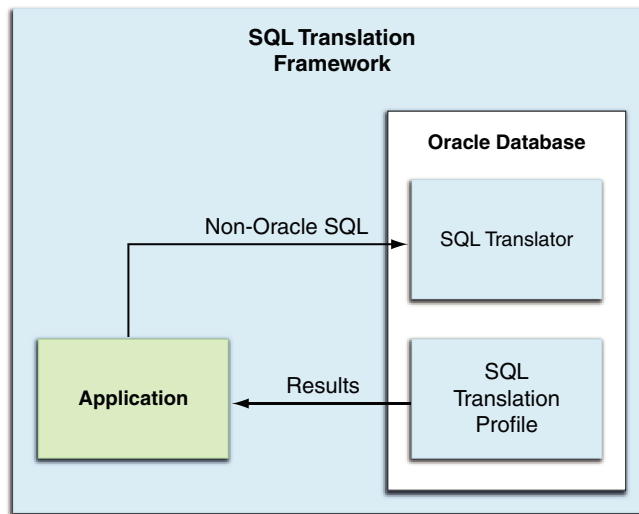 SQL Translation
Framework
Oracle Database
Non-Oracle SQL
SQL Translator
Application
Results
SQL
Translation
Profile